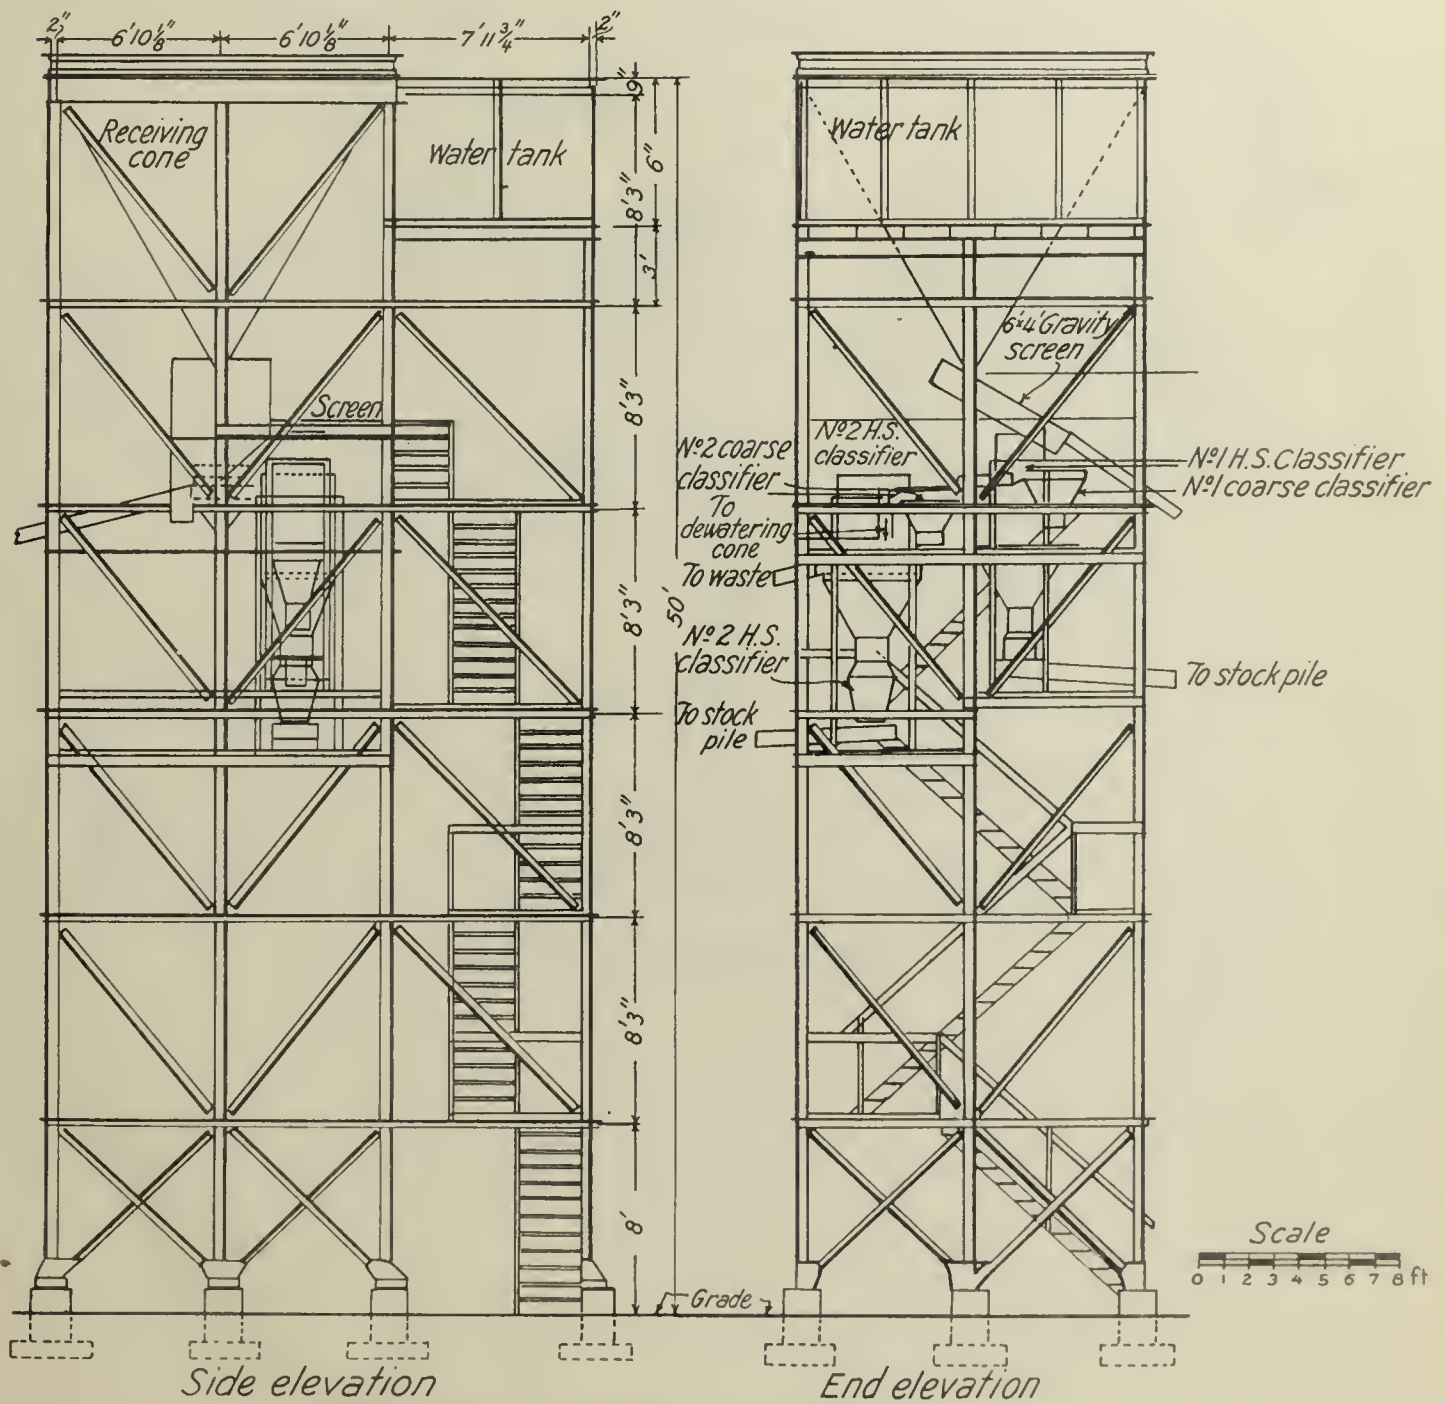 2"
6'10⅛"
6'10⅛"
7'11¾"
2"
9"
6"
8'3"
3'
Receiving
cone
Water tank
Water tank
6'×4' Gravity
screen
Screen
8'3"
No 2 coarse
classifier
No 2 H.S.
classifier
No 1 H.S. Classifier
No 1 coarse classifier
To
dewatering
cone
To waste
8'3"
50'
No 2 H.S.
classifier
To stock pile
To stock
pile
8'3"
8'3"
8'
Grade
Scale
0 1 2 3 4 5 6 7 8 ft
Side elevation
End elevation